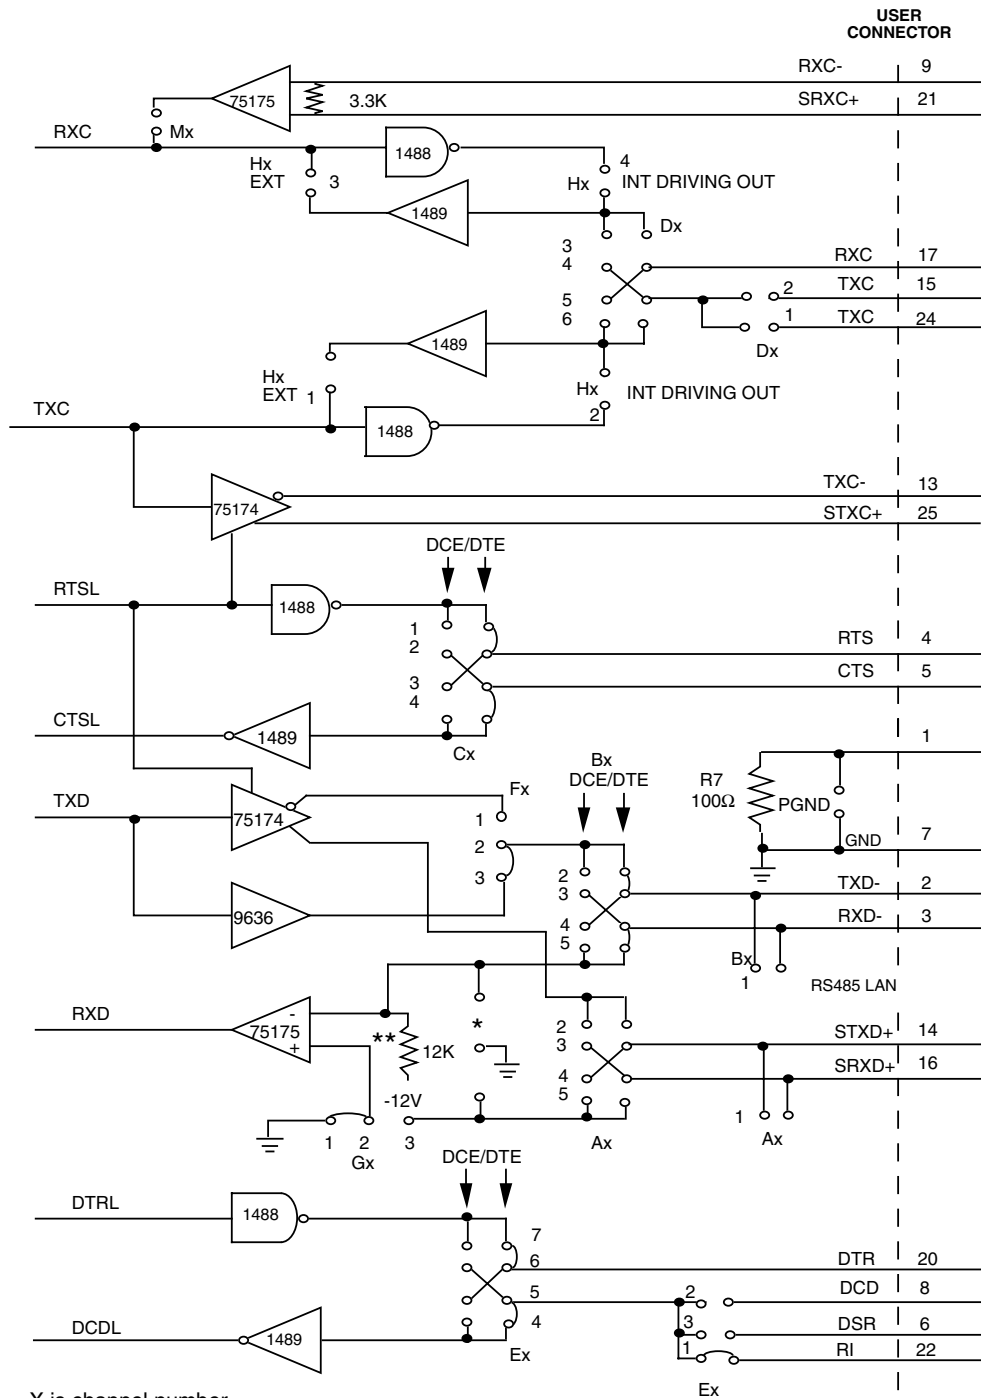 USER
CONNECTOR
RXC- 9
75175
3.3K
SRXC+ 21
RXC
Mx
1488
4
Hx
EXT 3
Hx INT DRIVING OUT
1489
Dx
3
4
RXC 17
2 TXC 15
5
6
1 TXC 24
1489
Dx
Hx
EXT 1
Hx INT DRIVING OUT
2
TXC
1488
TXC- 13
75174
STXC+ 25
DCE/DTE
RTSL
1488
1
2
RTS 4
3
4
CTS 5
CTSL
1489
Cx
1
Bx
DCE/DTE
R7
100Ω
PGND
Fx
TXD
75174
1
2
GND 7
3
2
3
TXD- 2
9636
4
5
RXD- 3
Bx
1
RS485 LAN
RXD
-
75175
+
**
12K
*
2
3
STXD+ 14
4
5
SRXD+ 16
-12V
1 2 3
Gx
Ax
1
Ax
DCE/DTE
DTRL
1488
7
6
DTR 20
5
4
2 DCD 8
3 DSR 6
1 RI 22
DCDL
1489
Ex
Ex
X is channel number